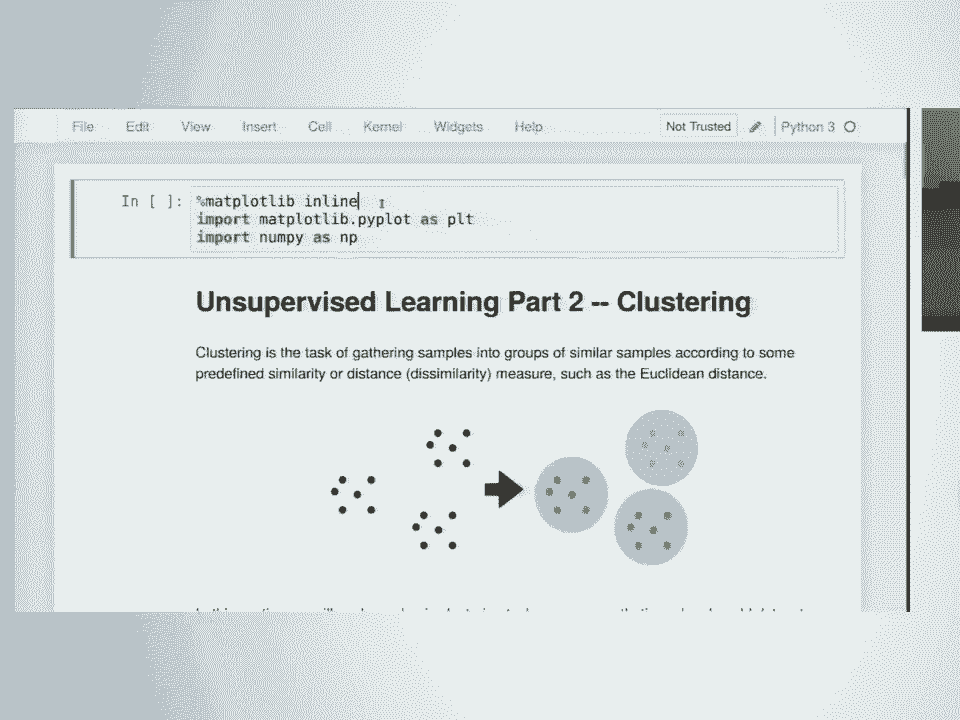 File Edit View Insert Cell Kernel Widgets Help Not Trusted Python 3
In [ ]: %matplotlib inline
import matplotlib.pyplot as plt
import numpy as np
Unsupervised Learning Part 2 -- Clustering
Clustering is the task of gathering samples into groups of similar samples according to some
predefined similarity or distance (dissimilarity) measure, such as the Euclidean distance.